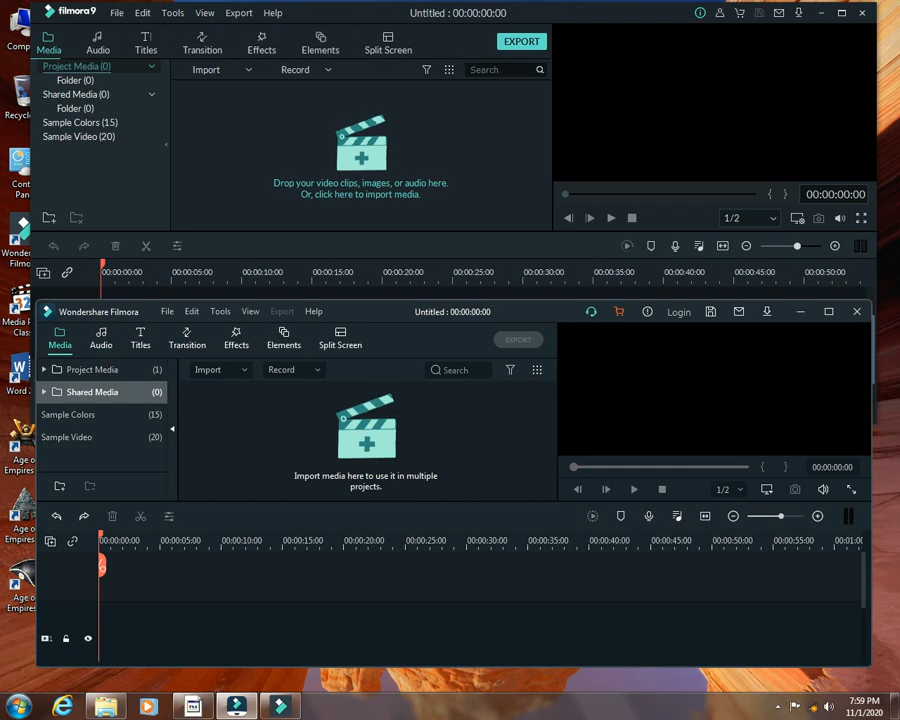 filmora 9 File Edit Tools View Export Help Untitled : 00:00:00:00
Media Audio Titles Transition Effects Elements Split Screen EXPORT
Project Media (0) Import Record Search
Folder (0)
Shared Media (0)
Folder (0)
Sample Colors (15)
Sample Video (20)
Drop your video clips, images, or audio here.
Or, click here to import media.
00:00:00:00
1/2
00:00:00:00 00:00:05:00 00:00:10:00 00:00:15:00 00:00:20:00 00:00:25:00 00:00:30:00 00:00:35:00 00:00:40:00 00:00:45:00 00:00:50:00
Wondershare Filmora File Edit Tools View Export Help Untitled : 00:00:00:00 Login
Media Audio Titles Transition Effects Elements Split Screen EXPORT
Project Media (1) Import Record Search
Shared Media (0)
Sample Colors (15)
Sample Video (20)
Import media here to use it in multiple
projects.
00:00:00:00
1/2
00:00:00:00 00:00:05:00 00:00:10:00 00:00:15:00 00:00:20:00 00:00:25:00 00:00:30:00 00:00:35:00 00:00:40:00 00:00:45:00 00:00:50:00 00:00:55:00 00:01:00
1
Age of
Empires
Age of
Empires
Age of
Empires
7:59 PM
11/1/2020